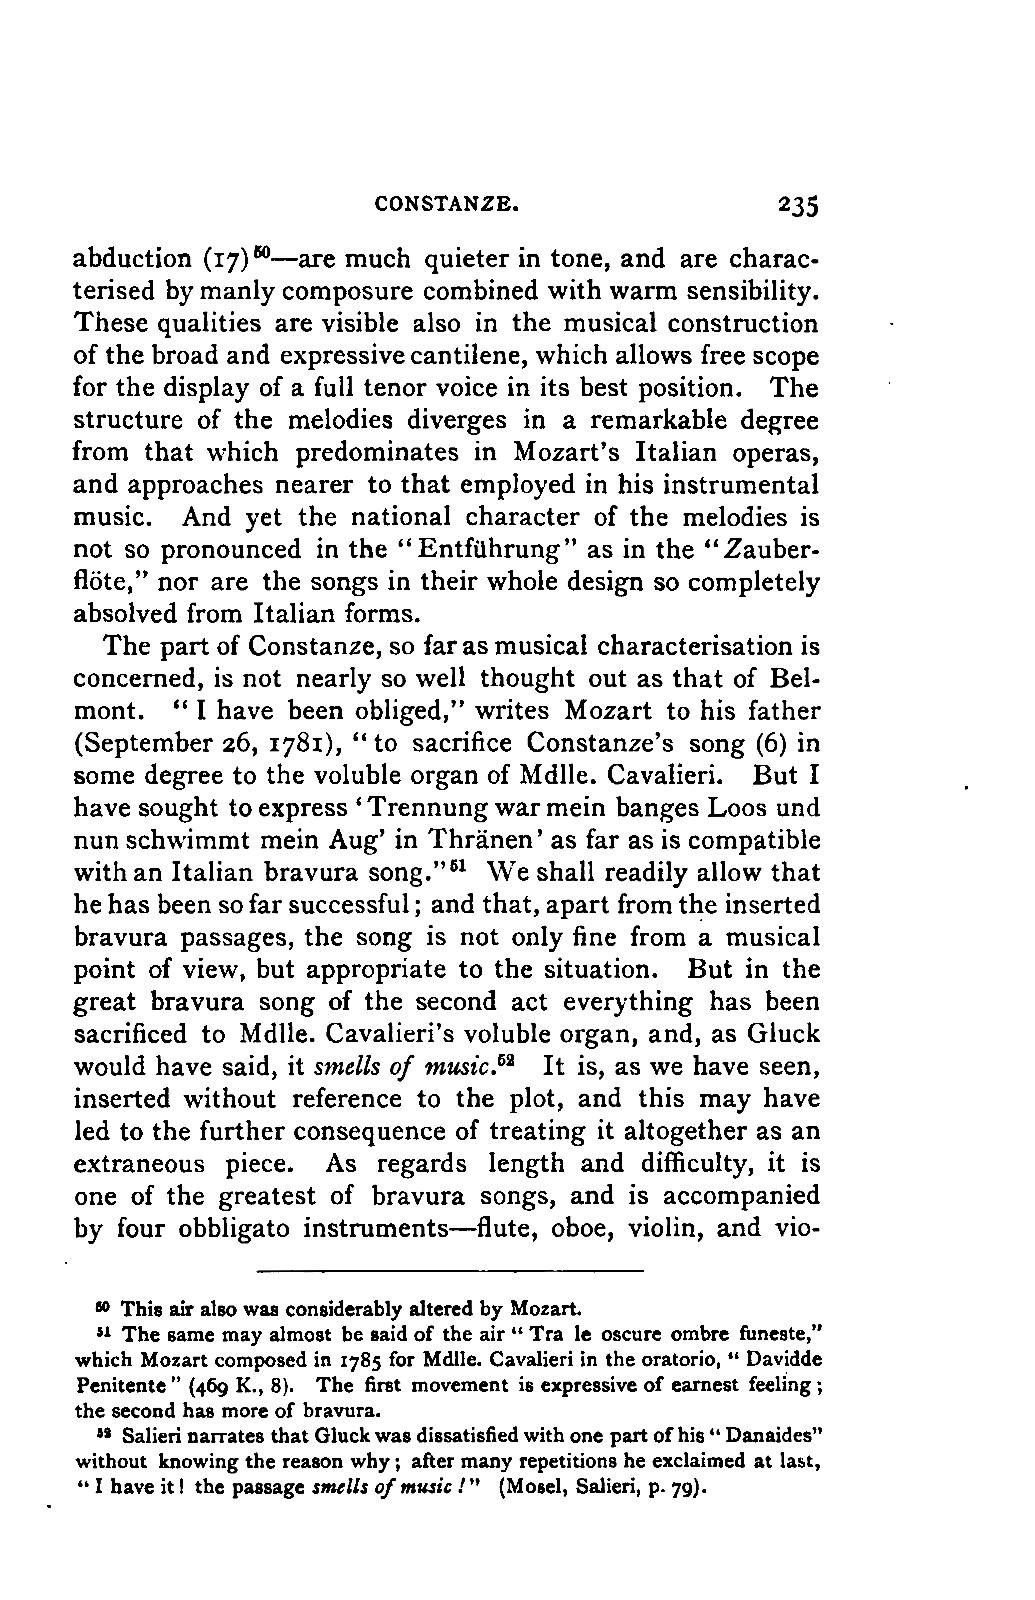 CONSTANZE. 235
abduction (17)⁵⁰—are much quieter in tone, and are charac-
terised by manly composure combined with warm sensibility.
These qualities are visible also in the musical construction
of the broad and expressive cantilene, which allows free scope
for the display of a full tenor voice in its best position. The
structure of the melodies diverges in a remarkable degree
from that which predominates in Mozart's Italian operas,
and approaches nearer to that employed in his instrumental
music. And yet the national character of the melodies is
not so pronounced in the "Entführung" as in the "Zauber-
flöte," nor are the songs in their whole design so completely
absolved from Italian forms.
The part of Constanze, so far as musical characterisation is
concerned, is not nearly so well thought out as that of Bel-
mont. "I have been obliged," writes Mozart to his father
(September 26, 1781), "to sacrifice Constanze's song (6) in
some degree to the voluble organ of Mdlle. Cavalieri. But I
have sought to express 'Trennung war mein banges Loos und
nun schwimmt mein Aug' in Thränen' as far as is compatible
with an Italian bravura song."⁵¹ We shall readily allow that
he has been so far successful; and that, apart from the inserted
bravura passages, the song is not only fine from a musical
point of view, but appropriate to the situation. But in the
great bravura song of the second act everything has been
sacrificed to Mdlle. Cavalieri's voluble organ, and, as Gluck
would have said, it smells of music.⁵² It is, as we have seen,
inserted without reference to the plot, and this may have
led to the further consequence of treating it altogether as an
extraneous piece. As regards length and difficulty, it is
one of the greatest of bravura songs, and is accompanied
by four obbligato instruments—flute, oboe, violin, and vio-
⁵⁰ This air also was considerably altered by Mozart.
⁵¹ The same may almost be said of the air "Tra le oscure ombre funeste,"
which Mozart composed in 1785 for Mdlle. Cavalieri in the oratorio, "Davidde
Penitente" (469 K., 8). The first movement is expressive of earnest feeling;
the second has more of bravura.
⁵² Salieri narrates that Gluck was dissatisfied with one part of his "Danaides"
without knowing the reason why; after many repetitions he exclaimed at last,
"I have it! the passage smells of music!" (Mosel, Salieri, p. 79).